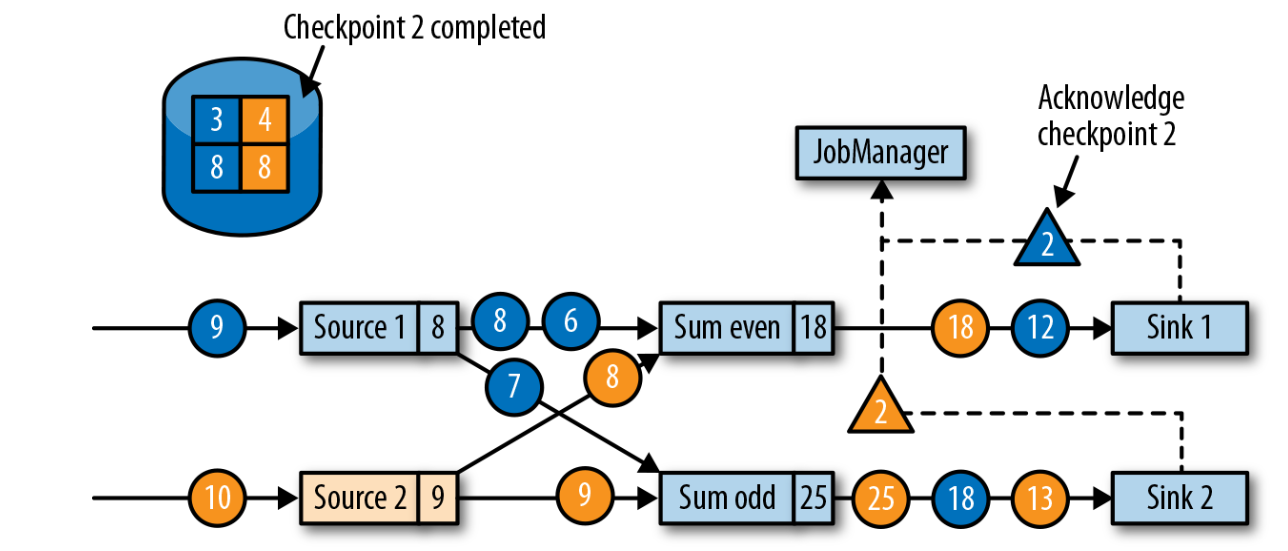 Checkpoint 2 completed
3 4
8 8
Acknowledge
checkpoint 2
JobManager
2
9
Source 1 8
8
6
Sum even 18
18
12
Sink 1
7
8
2
10
Source 2 9
9
Sum odd 25
25
18
13
Sink 2